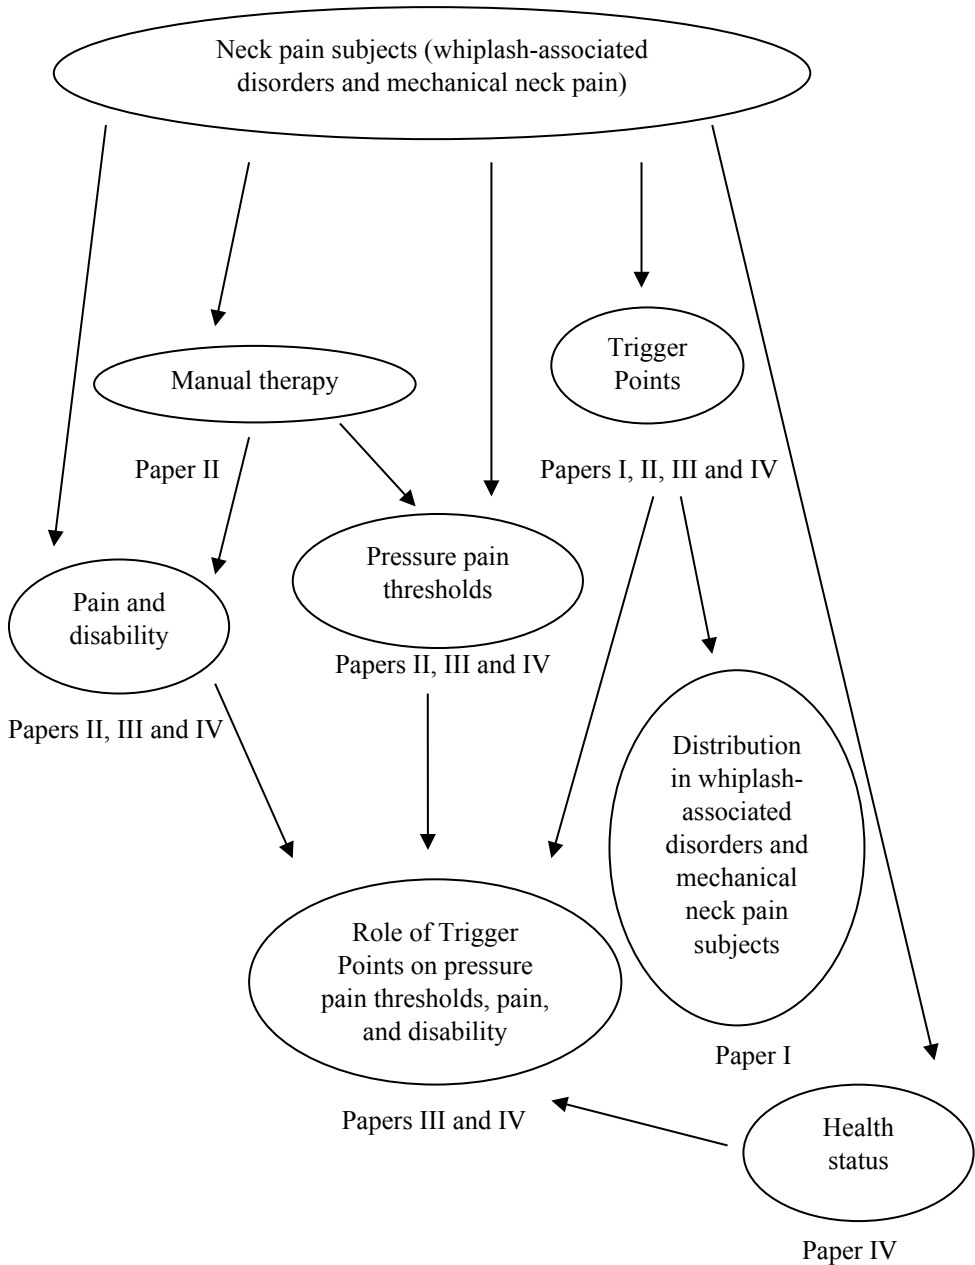 Neck pain subjects (whiplash-associated
disorders and mechanical neck pain)
Trigger
Points
Manual therapy
Paper II
Papers I, II, III and IV
Pressure pain
thresholds
Pain and
disability
Papers II, III and IV
Papers II, III and IV
Distribution
in whiplash-
associated
disorders and
mechanical
neck pain
subjects
Role of Trigger
Points on pressure
pain thresholds, pain,
and disability
Paper I
Papers III and IV
Health
status
Paper IV